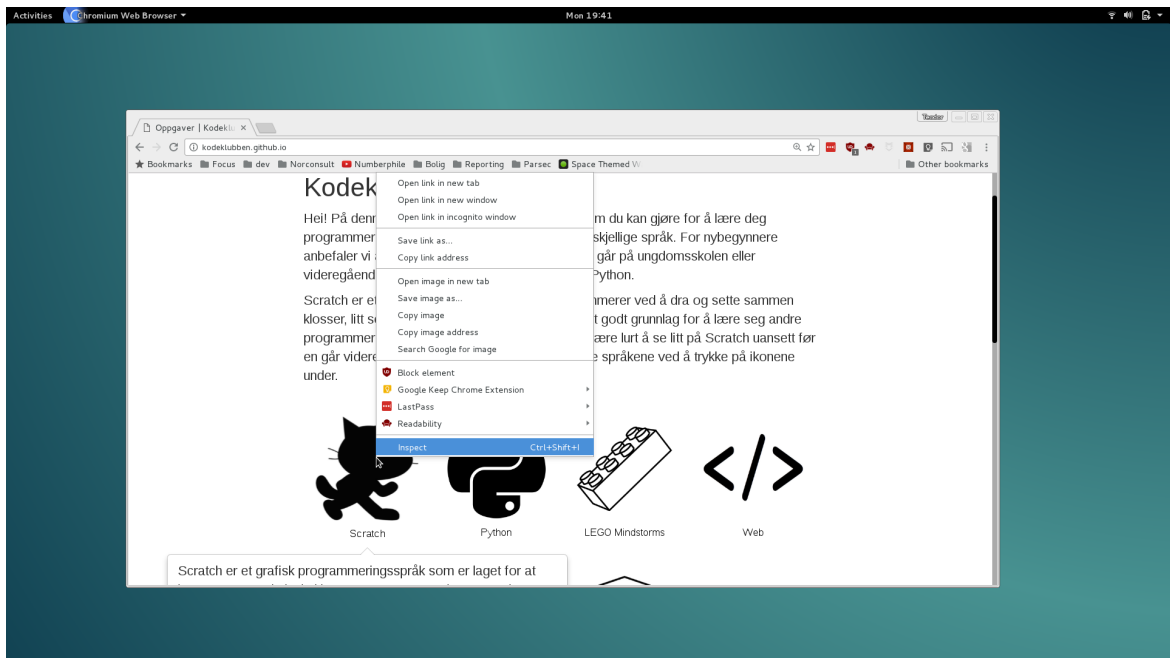 Activities
Chromium Web Browser
Mon 19:41
Oppgaver | Kodeklu
kodeklubben.github.io
Bookmarks Focus dev Norconsult Numberphile Bolig Reporting Parsec Space Themed W Other bookmarks
Kodek
Hei! På denn
m du kan gjøre for å lære deg
programmer
skjellige språk. For nybegynnere
anbefaler vi
går på ungdomsskolen eller
videregåend
Python.
Scratch er et
mmerer ved å dra og sette sammen
klosser, litt so
t godt grunnlag for å lære seg andre
programmer
ære lurt å se litt på Scratch uansett før
en går videre
e språkene ved å trykke på ikonene
under.
Open link in new tab
Open link in new window
Open link in incognito window
Save link as...
Copy link address
Open image in new tab
Save image as...
Copy image
Copy image address
Search Google for image
Block element
Google Keep Chrome Extension
LastPass
Readability
Inspect Ctrl+Shift+I
</>
Scratch
Python
LEGO Mindstorms
Web
Scratch er et grafisk programmeringsspråk som er laget for at